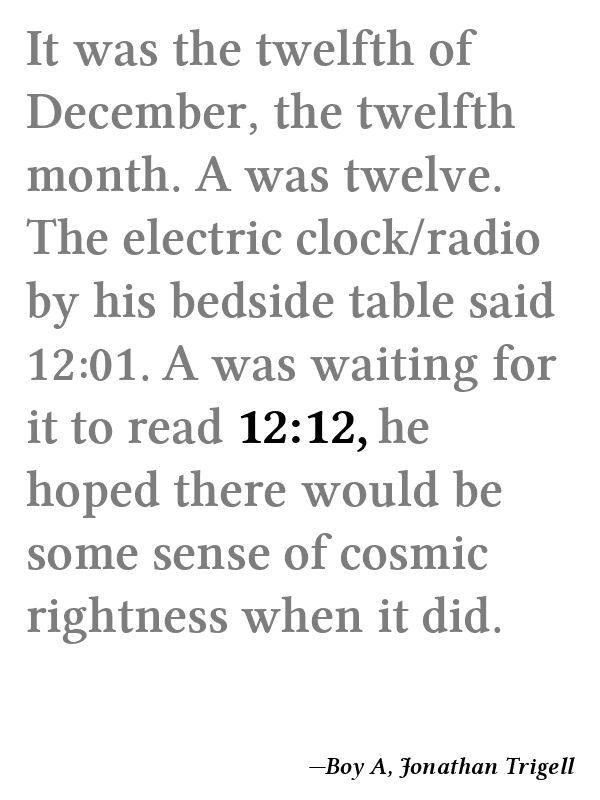 It was the twelfth of
December, the twelfth
month. A was twelve.
The electric clock/radio
by his bedside table said
12:01. A was waiting for
it to read 12:12, he
hoped there would be
some sense of cosmic
rightness when it did.
—Boy A, Jonathan Trigell